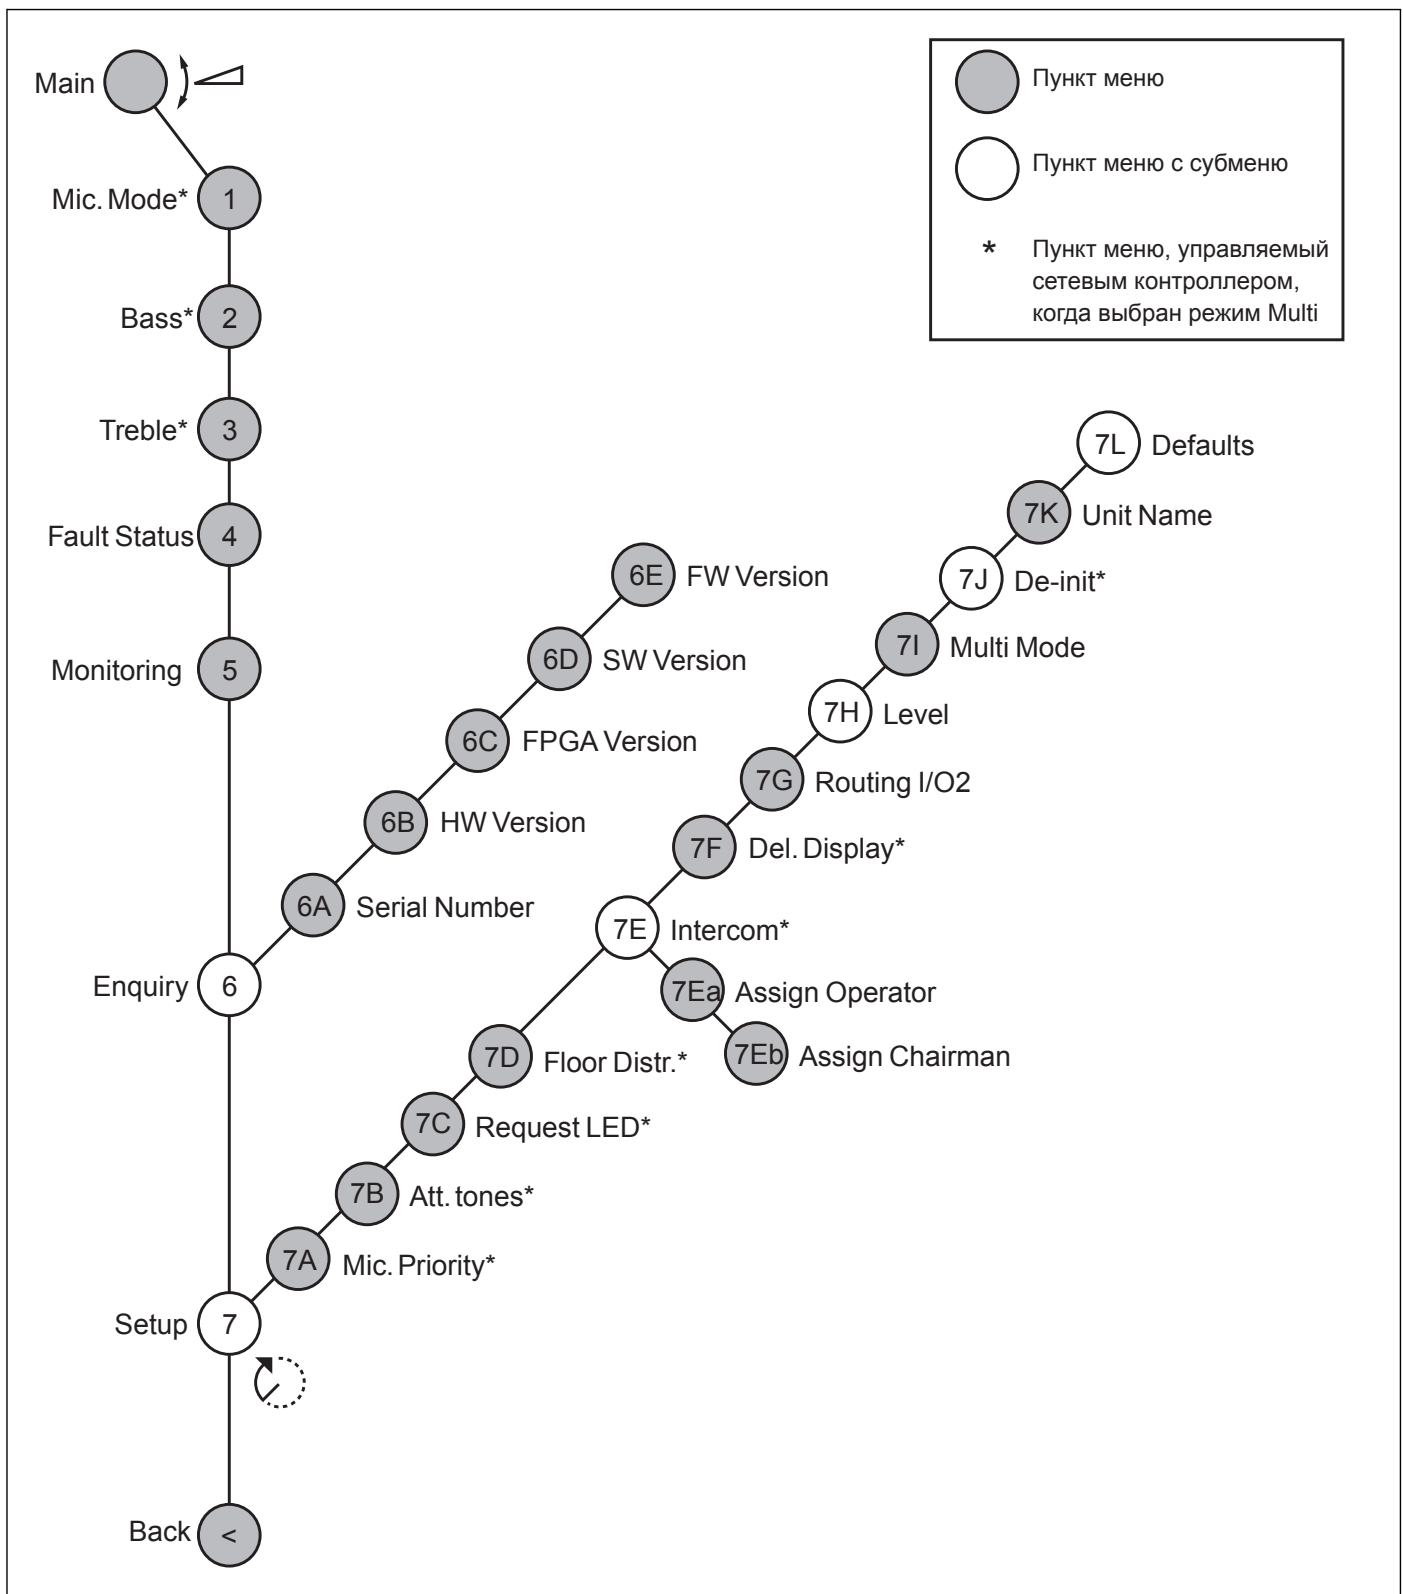 Main
Пункт меню
Пункт меню с субменю
* Пункт меню, управляемый
сетевым контроллером,
когда выбран режим Multi
Mic. Mode* 1
Bass* 2
Treble* 3
Fault Status 4
Monitoring 5
Enquiry 6
6A Serial Number
6B HW Version
6C FPGA Version
6D SW Version
6E FW Version
Setup 7
7A Mic. Priority*
7B Att. tones*
7C Request LED*
7D Floor Distr.*
7E Intercom*
7Ea Assign Operator
7Eb Assign Chairman
7F Del. Display*
7G Routing I/O2
7H Level
7I Multi Mode
7J De-init*
7K Unit Name
7L Defaults
Back <